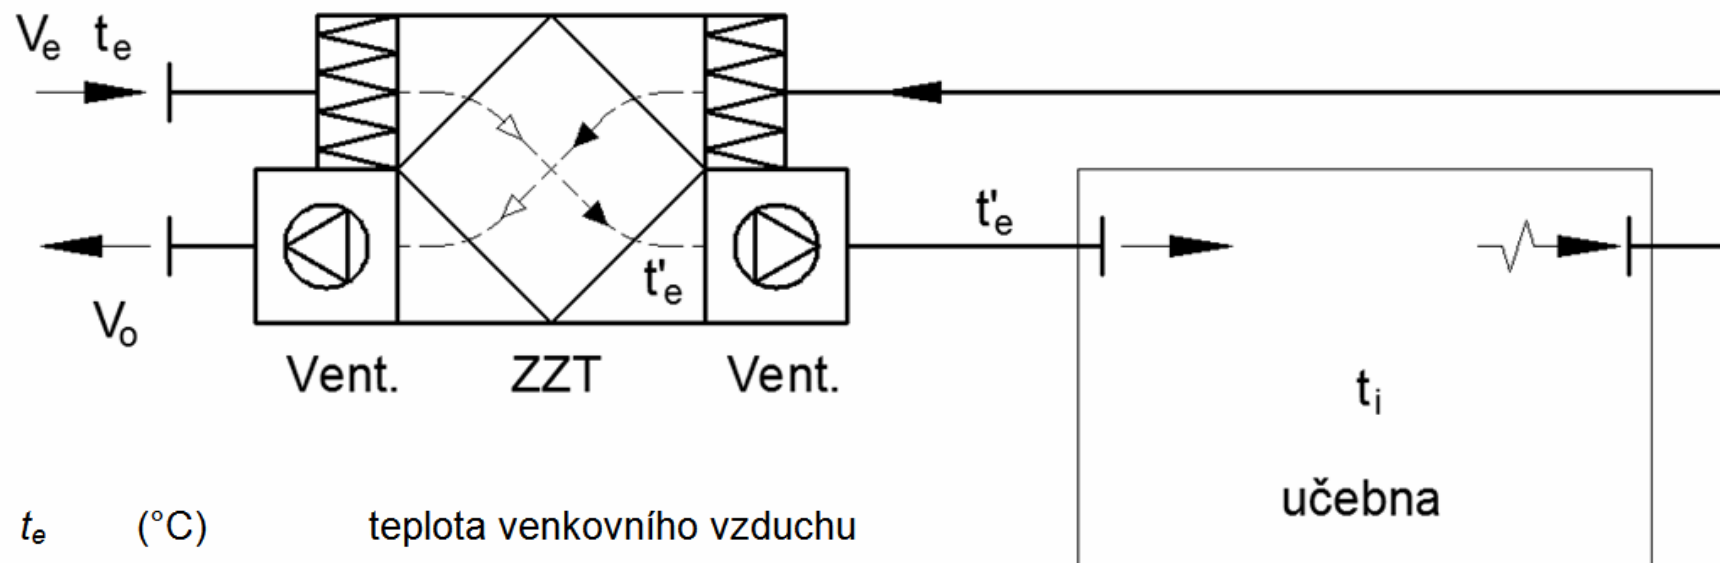 Ve te
t'e
t'e
Vo
Vent. ZZT Vent.
ti
učebna
te (°C) teplota venkovního vzduchu